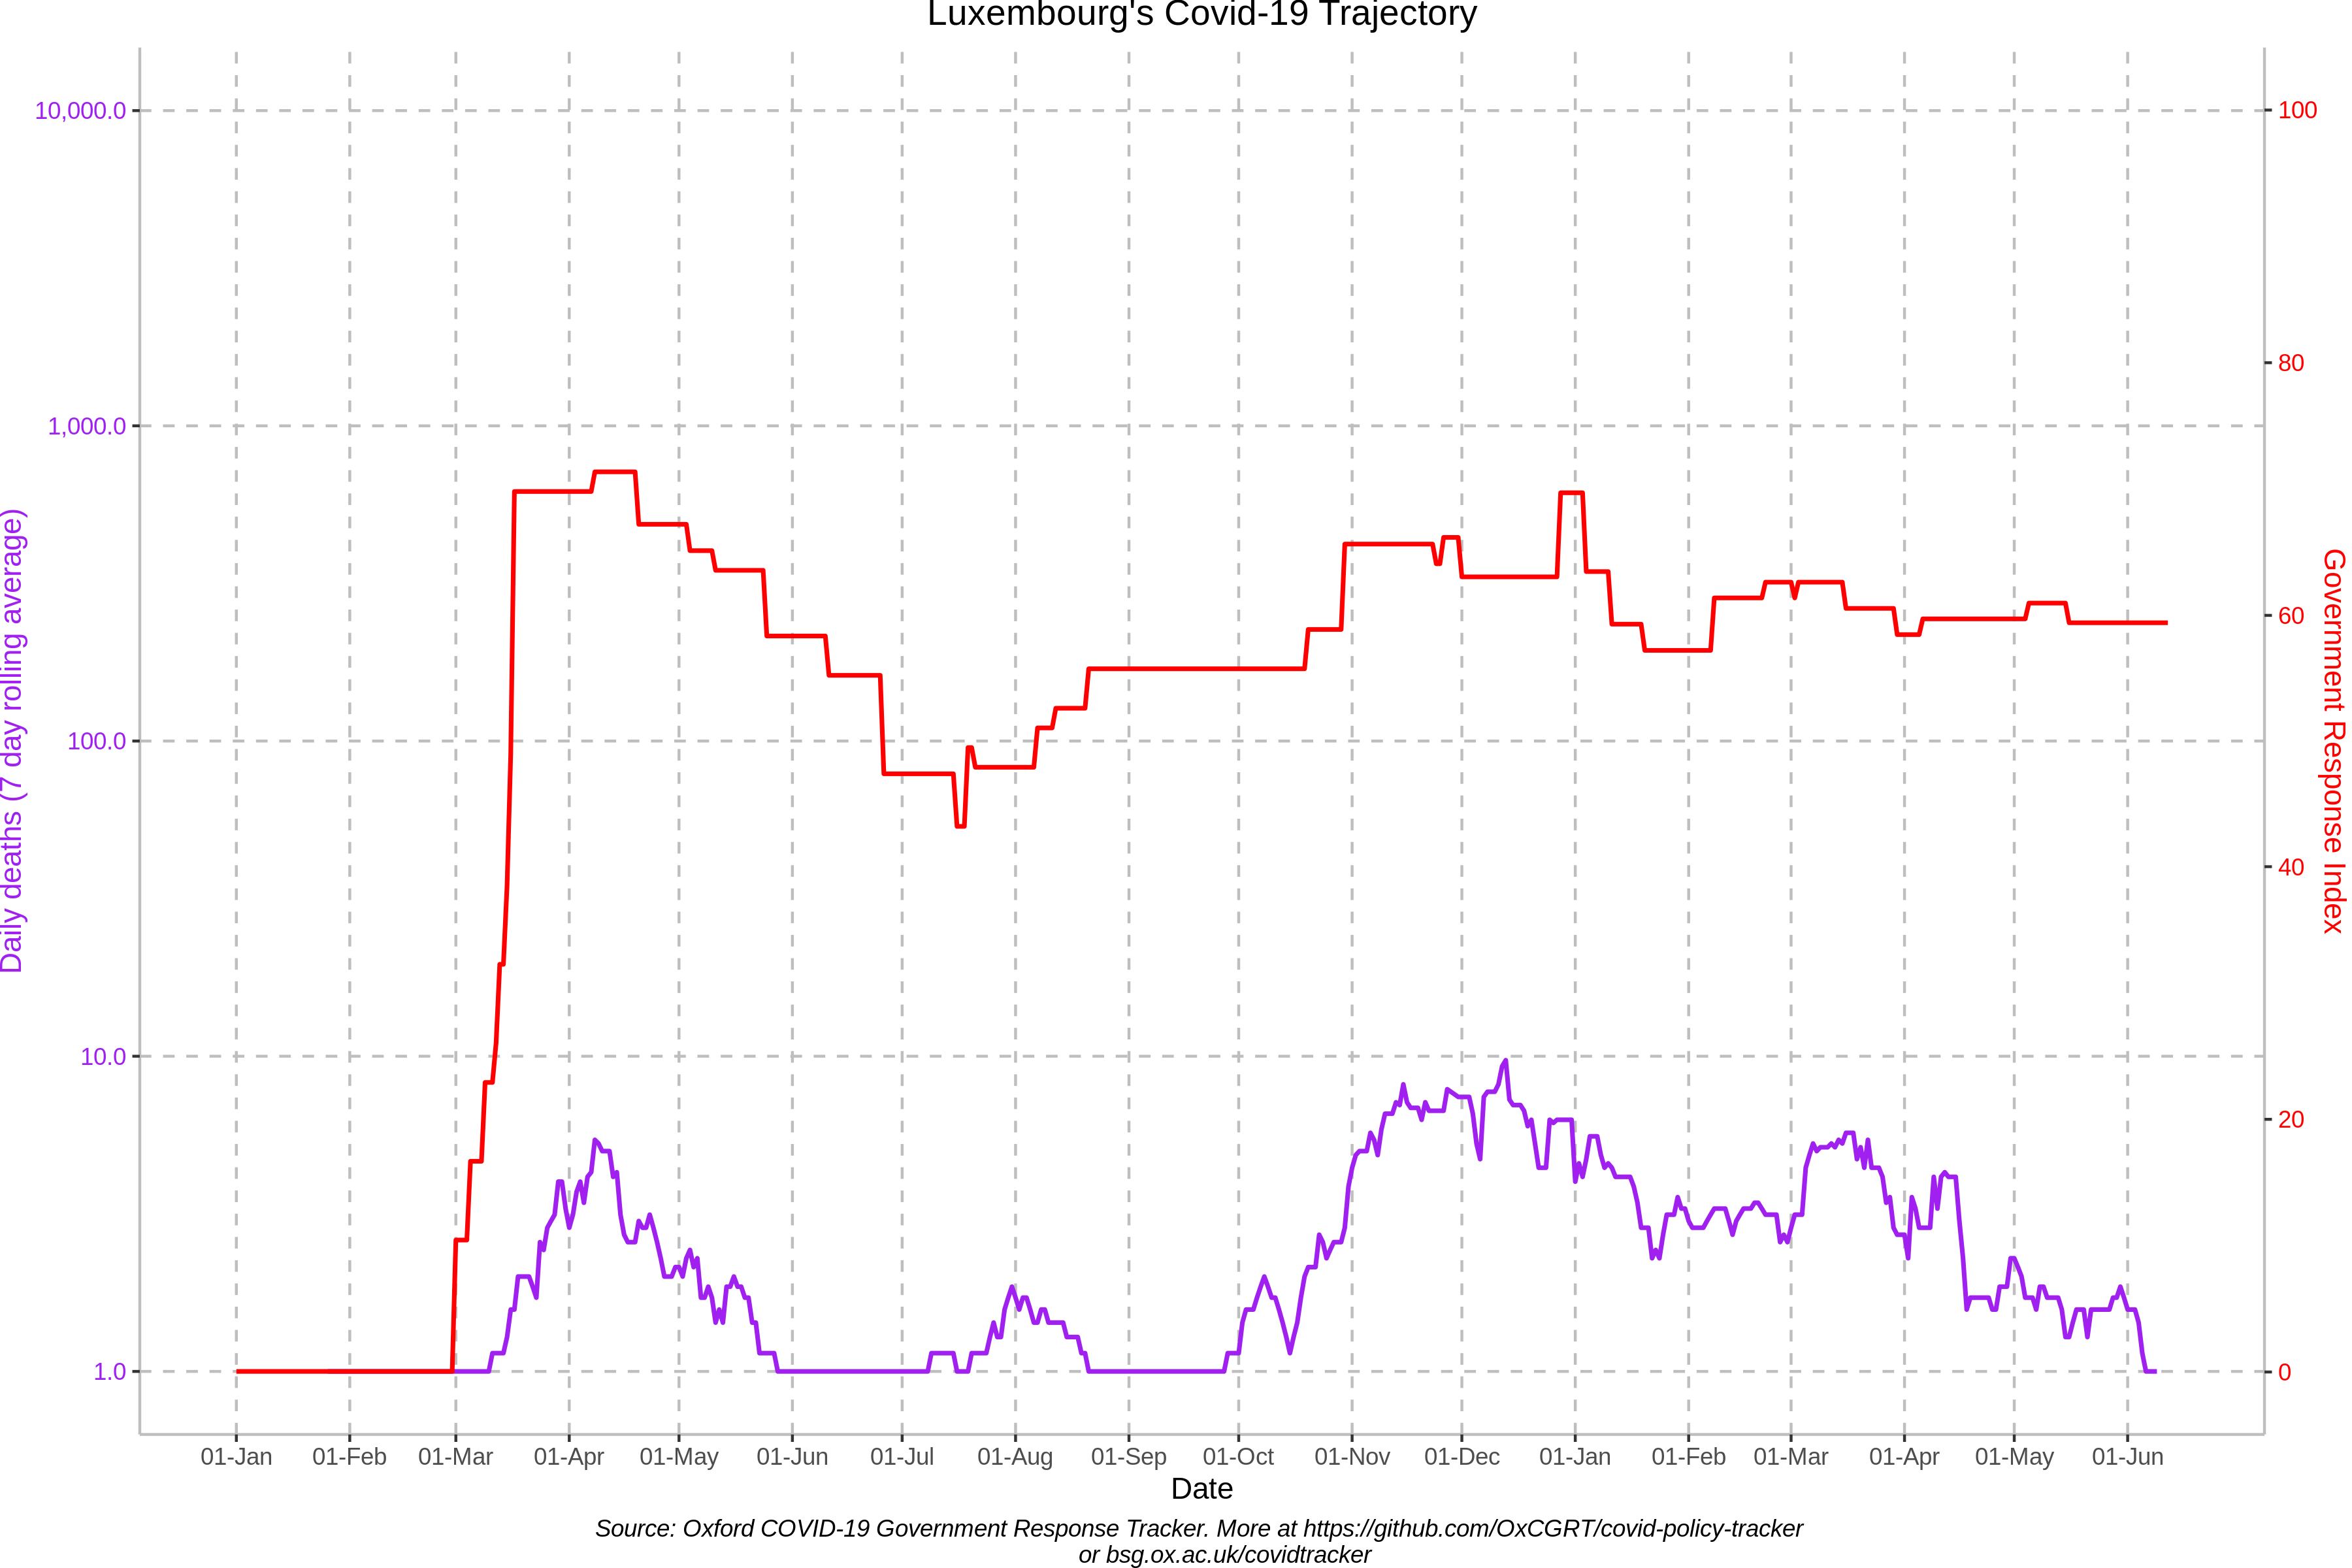 Luxembourg's Covid-19 Trajectory
10,000.0
1,000.0
100.0
10.0
1.0
Daily deaths (7 day rolling average)
100
80
60
40
20
0
Government Response Index
01-Jan 01-Feb 01-Mar 01-Apr 01-May 01-Jun 01-Jul 01-Aug 01-Sep 01-Oct 01-Nov 01-Dec 01-Jan 01-Feb 01-Mar 01-Apr 01-May 01-Jun
Date
Source: Oxford COVID-19 Government Response Tracker. More at https://github.com/OxCGRT/covid-policy-tracker
or bsg.ox.ac.uk/covidtracker